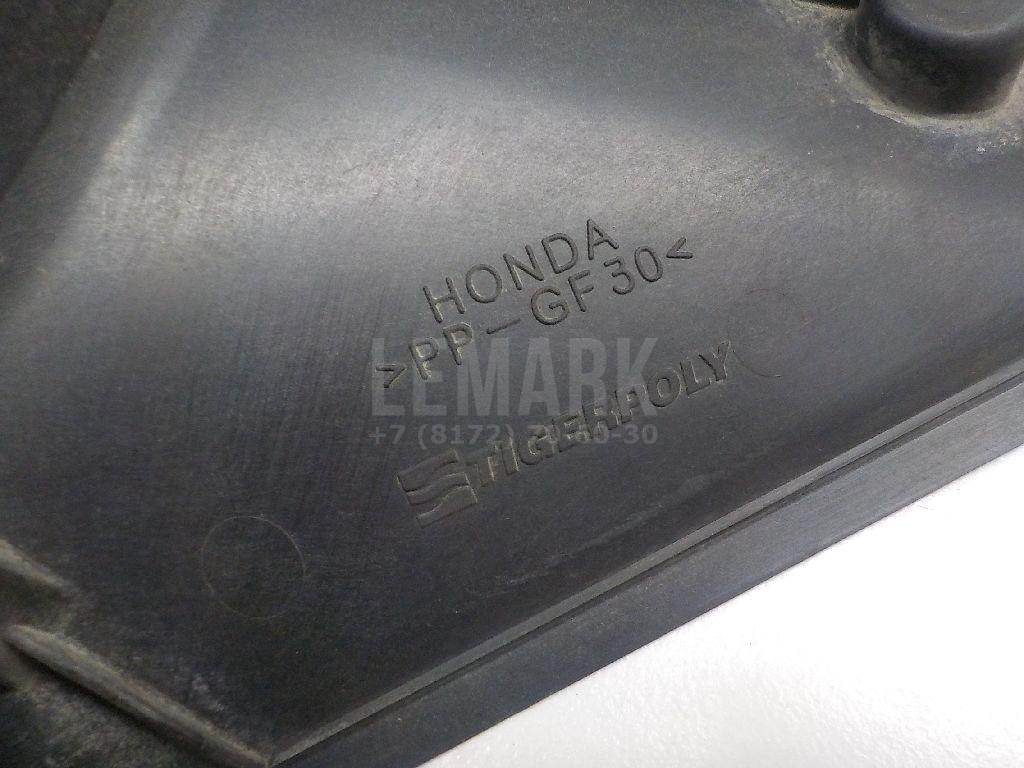 HONDA
>PP-GF30<
LEMARK
TIGERPOLY